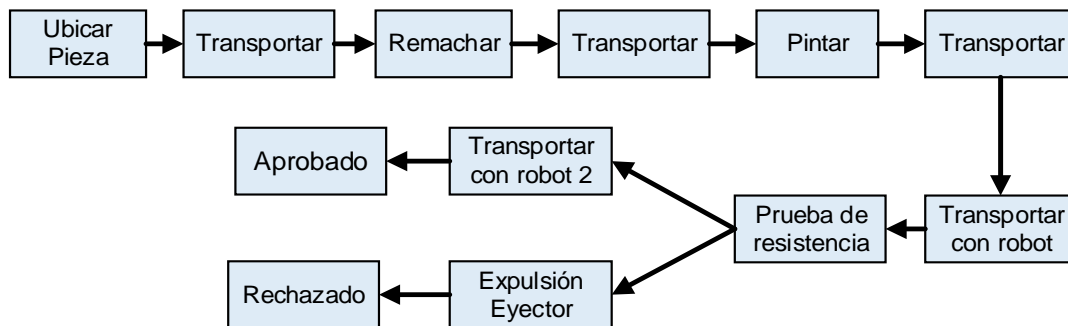 Ubicar
Pieza
Transportar
Remachar
Transportar
Pintar
Transportar
Transportar
con robot
Prueba de
resistencia
Transportar
con robot 2
Aprobado
Expulsión
Eyector
Rechazado